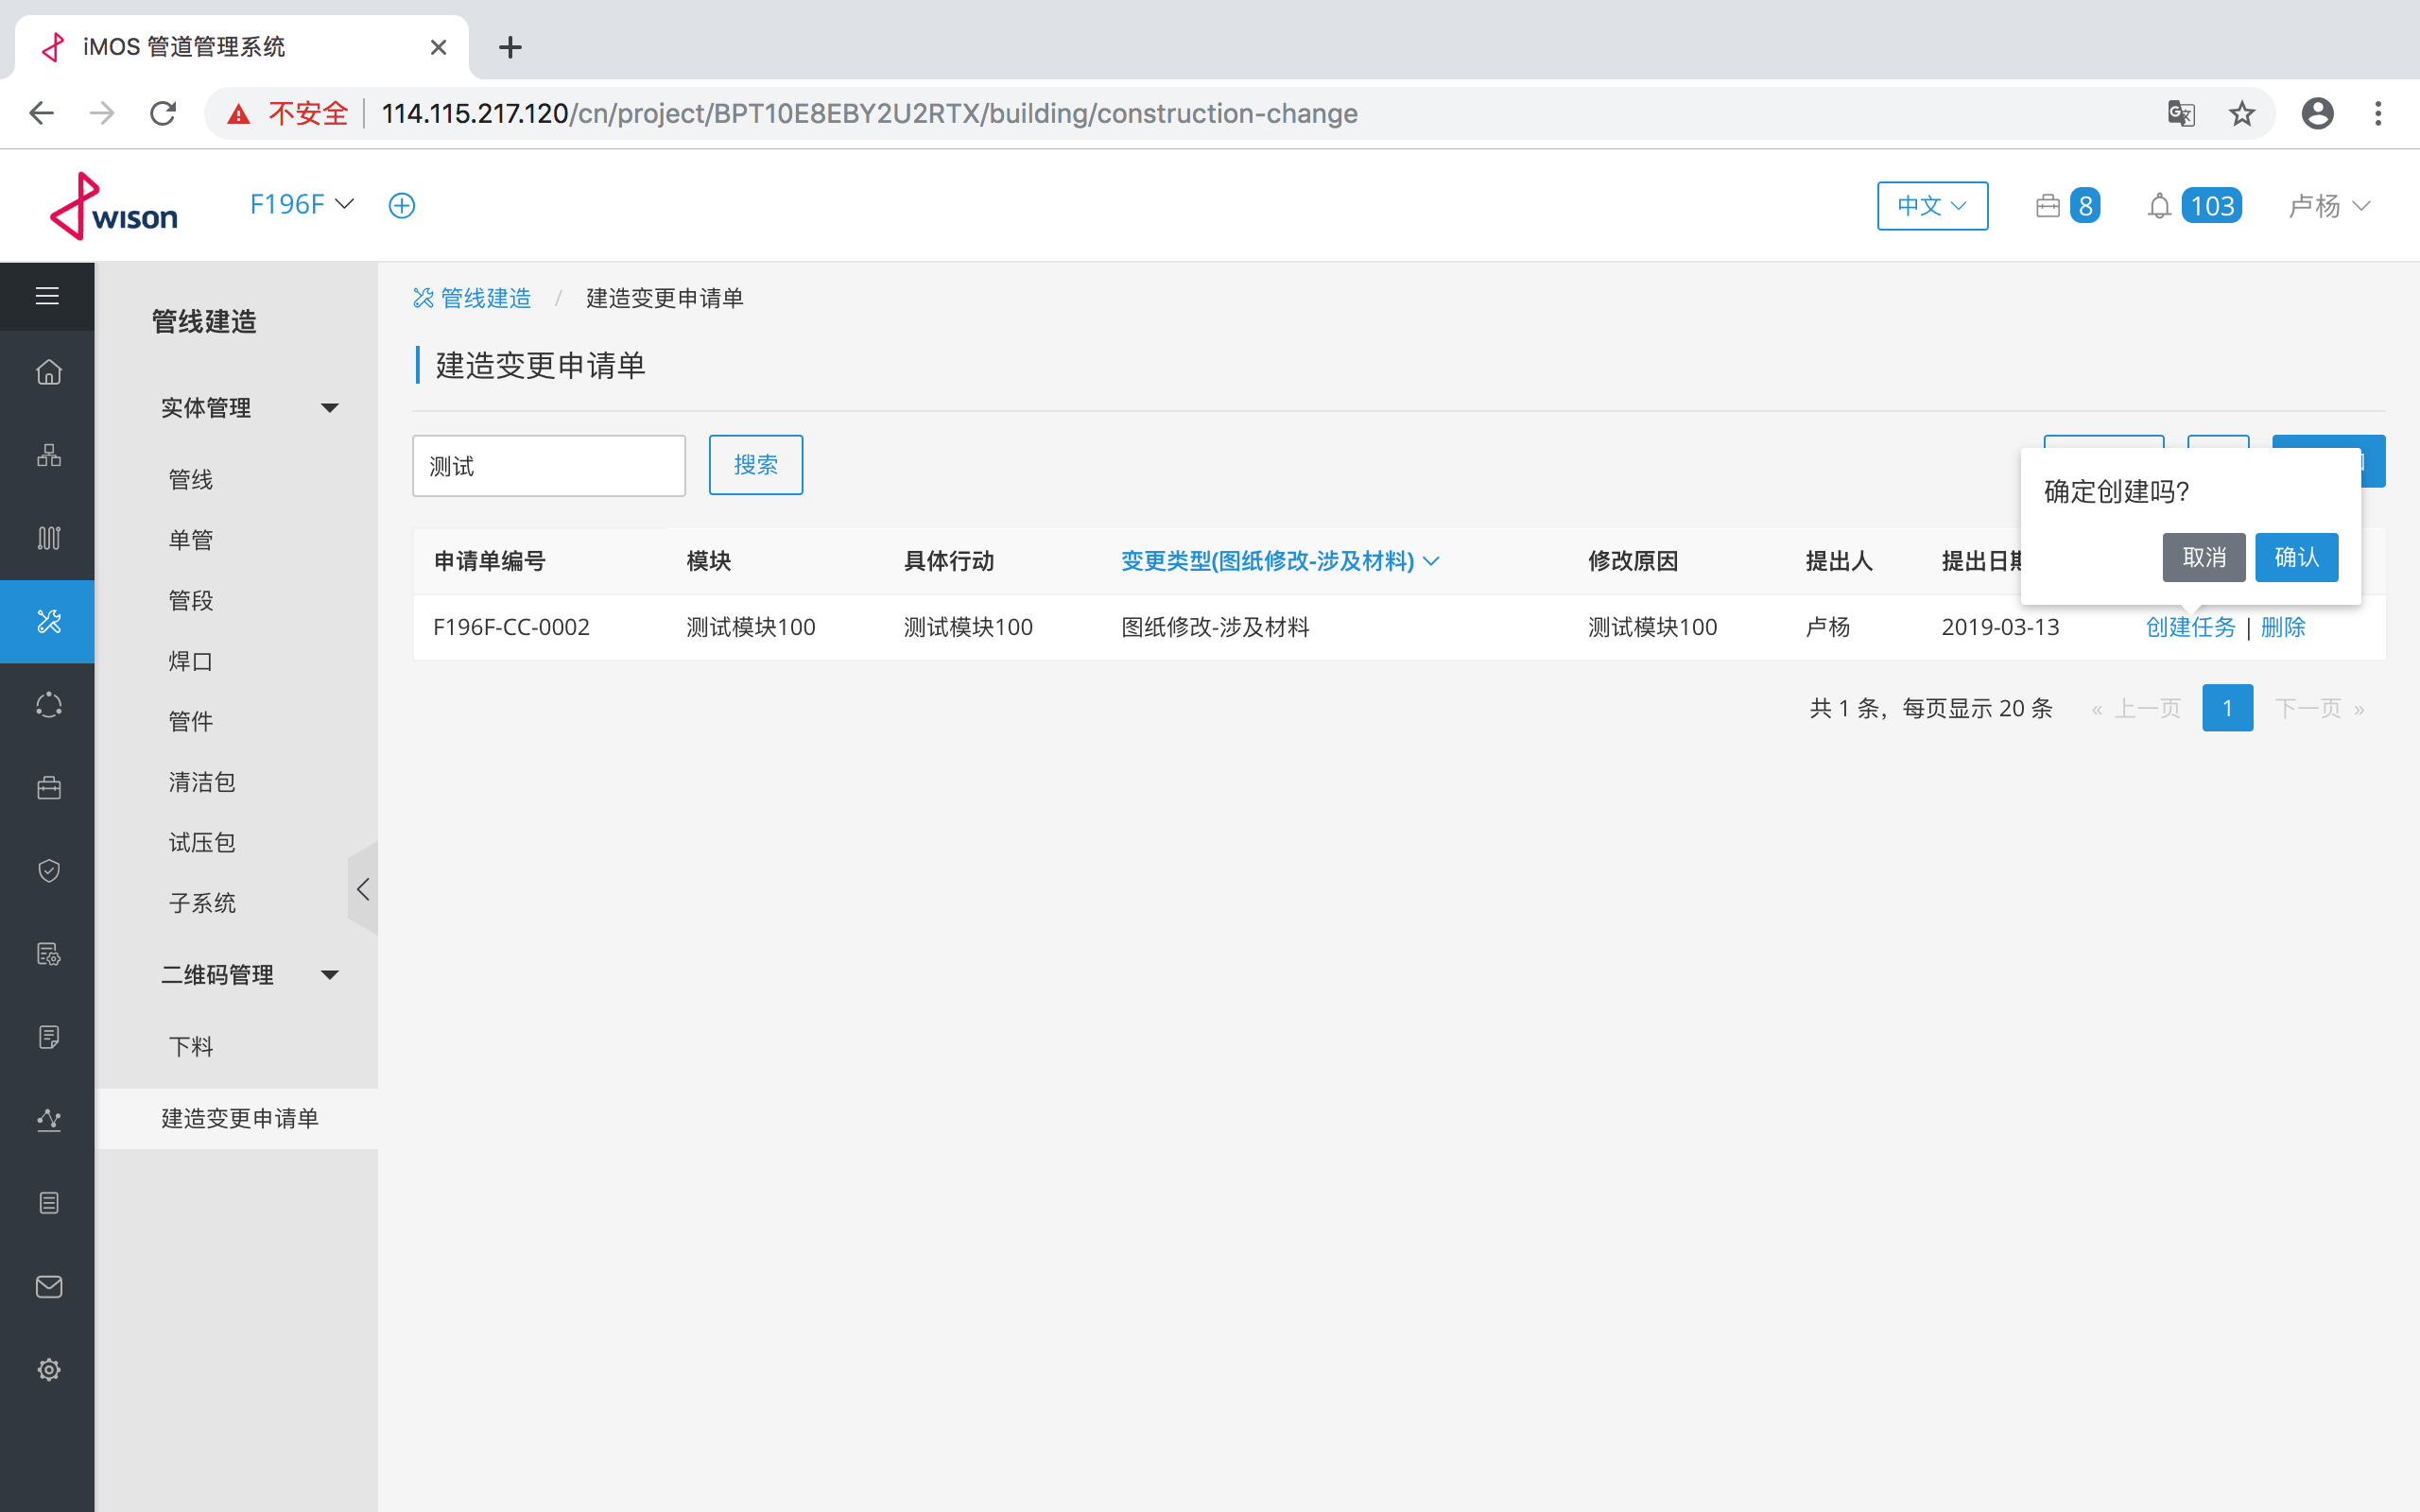 iMOS 管道管理系统
不安全 114.115.217.120/cn/project/BPT10E8EBY2U2RTX/building/construction-change
wison F196F 中文 8 103 卢杨
管线建造
实体管理
管线
单管
管段
焊口
管件
清洁包
试压包
子系统
二维码管理
下料
建造变更申请单
管线建造 / 建造变更申请单
建造变更申请单
测试 搜索
确定创建吗?
取消 确认
申请单编号 模块 具体行动 变更类型(图纸修改-涉及材料) 修改原因 提出人 提出日期
F196F-CC-0002 测试模块100 测试模块100 图纸修改-涉及材料 测试模块100 卢杨 2019-03-13 创建任务 | 删除
共 1 条，每页显示 20 条 « 上一页 1 下一页 »